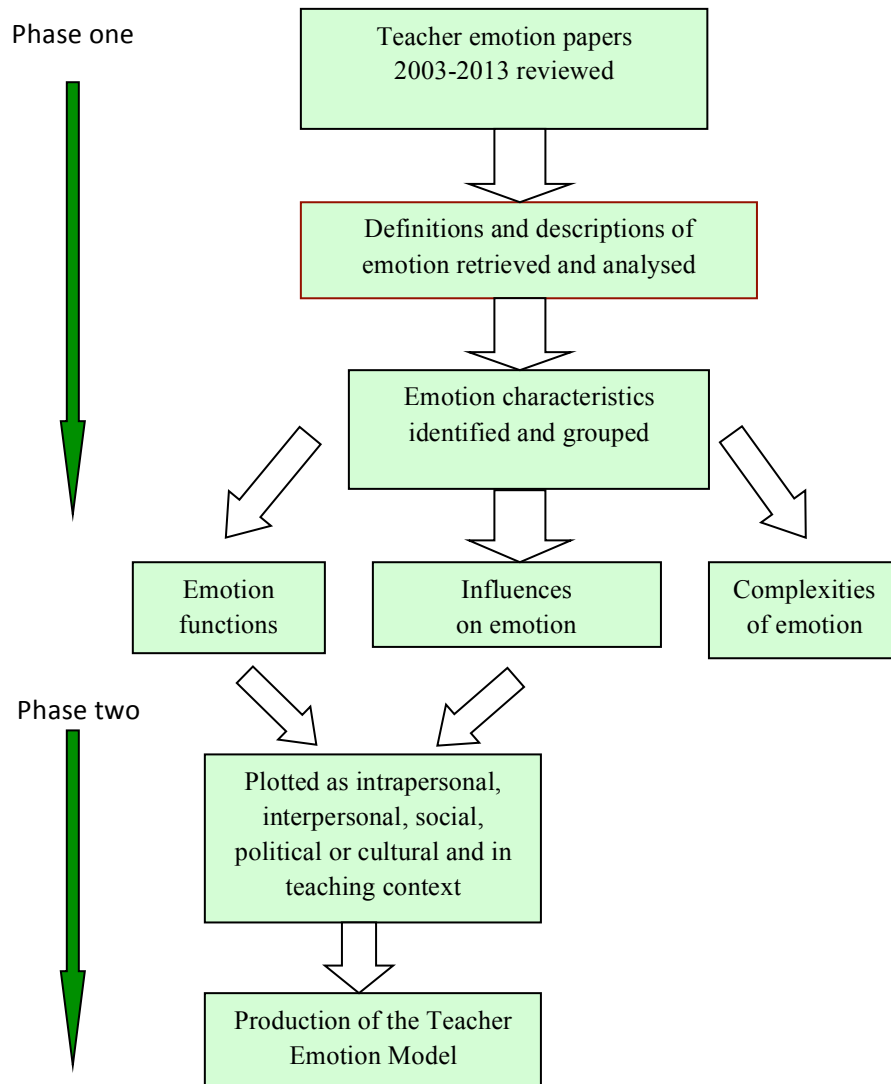 Phase one
Teacher emotion papers
2003-2013 reviewed
Definitions and descriptions of
emotion retrieved and analysed
Emotion characteristics
identified and grouped
Emotion
functions
Influences
on emotion
Complexities
of emotion
Phase two
Plotted as intrapersonal,
interpersonal, social,
political or cultural and in
teaching context
Production of the Teacher
Emotion Model